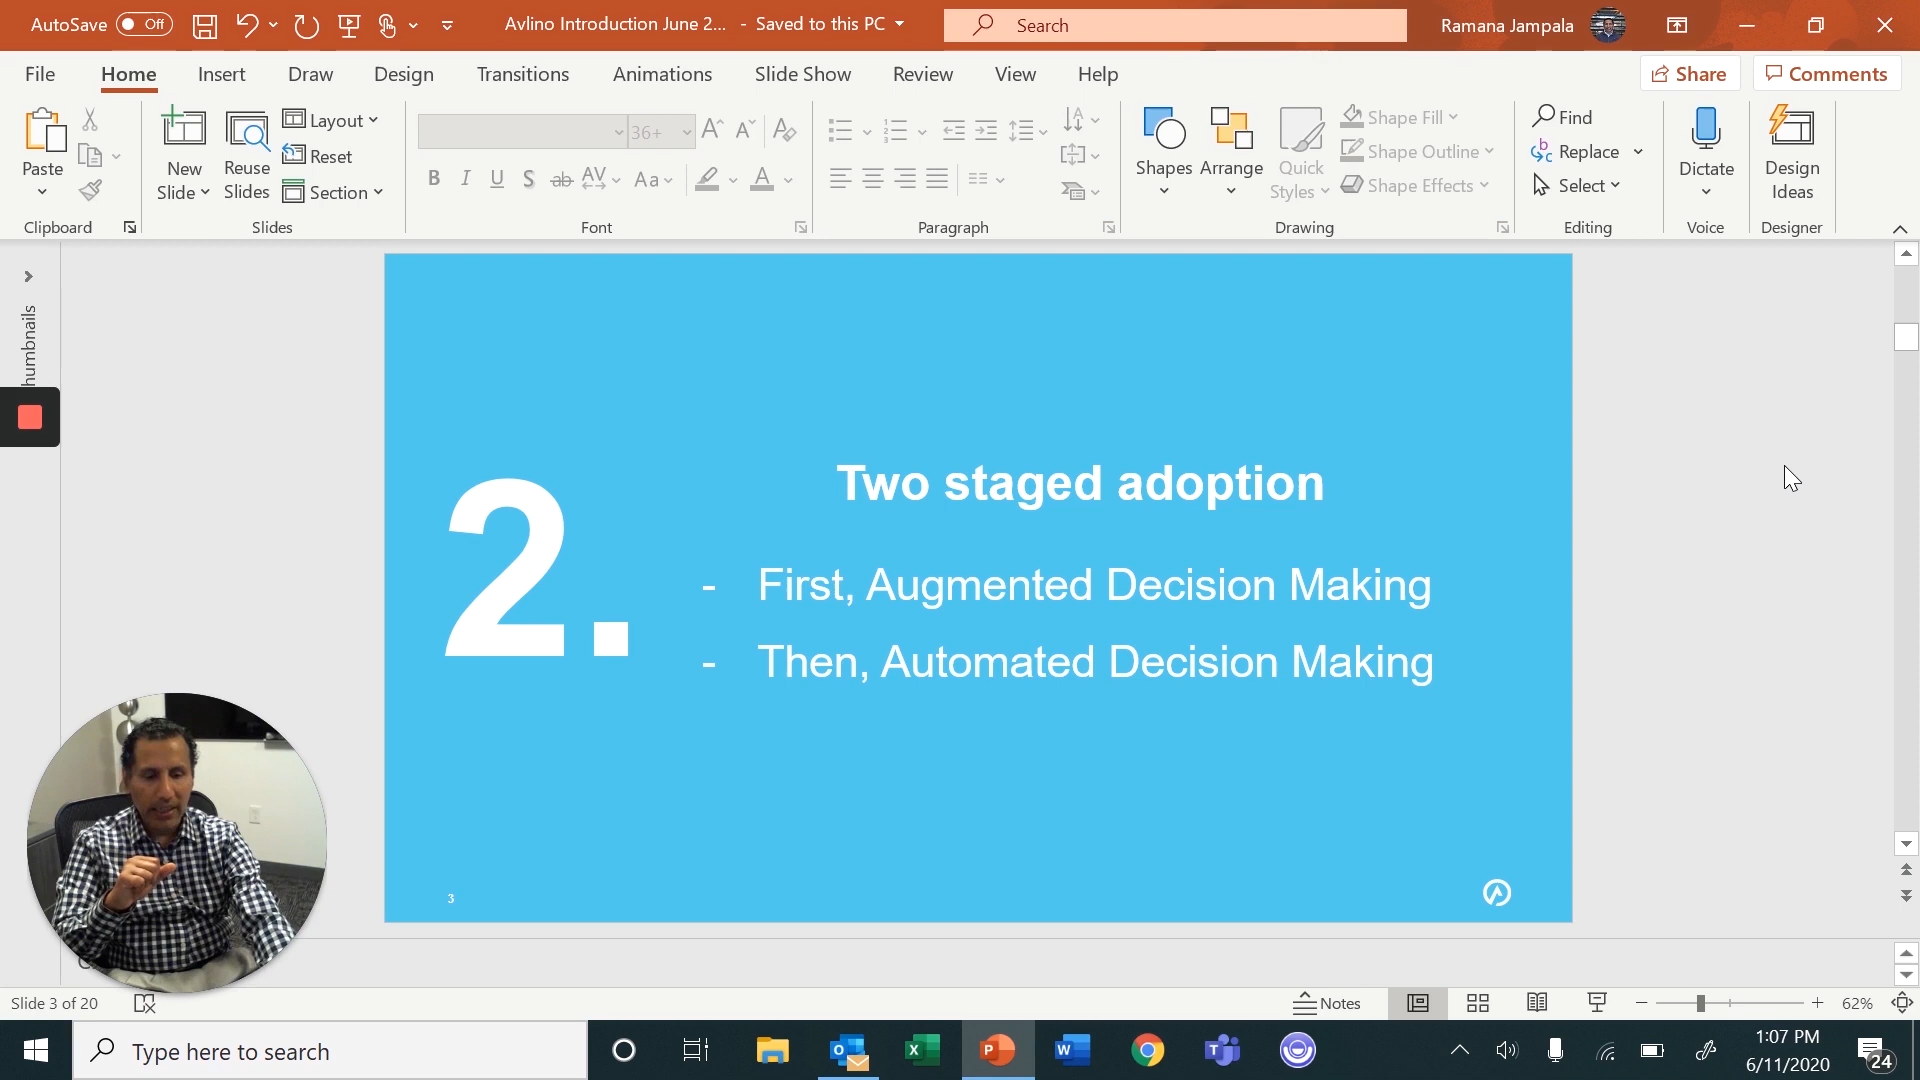 AutoSave Off Avlino Introduction June 2... - Saved to this PC Search Ramana Jampala
File Home Insert Draw Design Transitions Animations Slide Show Review View Help Share Comments
Paste
New Slide
Reuse Slides
Layout
Reset
Section
36+
B I U S ab AV Aa A
Shapes
Arrange
Quick Styles
Shape Fill
Shape Outline
Shape Effects
Find
Replace
Select
Dictate
Design Ideas
Clipboard Slides Font Paragraph Drawing Editing Voice Designer
humbnails
2.
Two staged adoption
- First, Augmented Decision Making
- Then, Automated Decision Making
3
Slide 3 of 20 Notes 62%
Type here to search
1:07 PM
6/11/2020
24